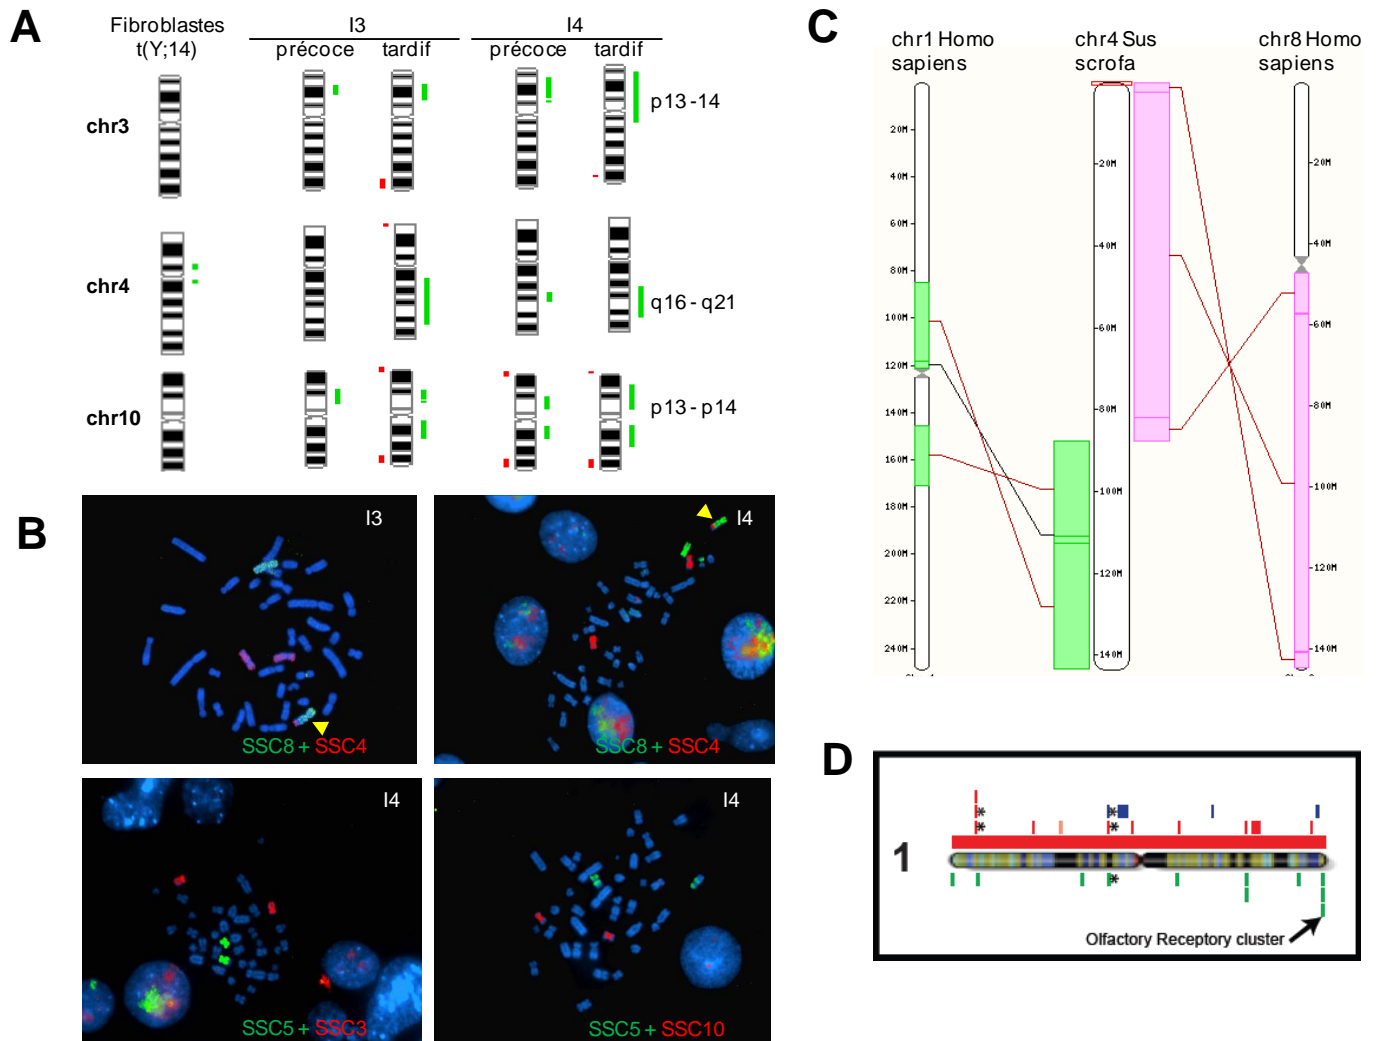 A
Fibroblastes
t(Y;14)
I3
I4
précoce
tardif
précoce
tardif
chr3
p13-14
chr4
q16 - q21
chr10
p13 - p14
B
I3
SSC8 + SSC4
I4
SSC8 + SSC4
I4
SSC5 + SSC3
I4
SSC5 + SSC10
C
chr1 Homo
sapiens
chr4 Sus
scrofa
chr8 Homo
sapiens
20M
40M
60M
80M
100M
120M
140M
160M
180M
200M
220M
240M
20M
40M
60M
80M
100M
120M
140M
20M
40M
60M
80M
100M
120M
140M
D
1
*
*
*
*
*
Olfactory Receptory cluster